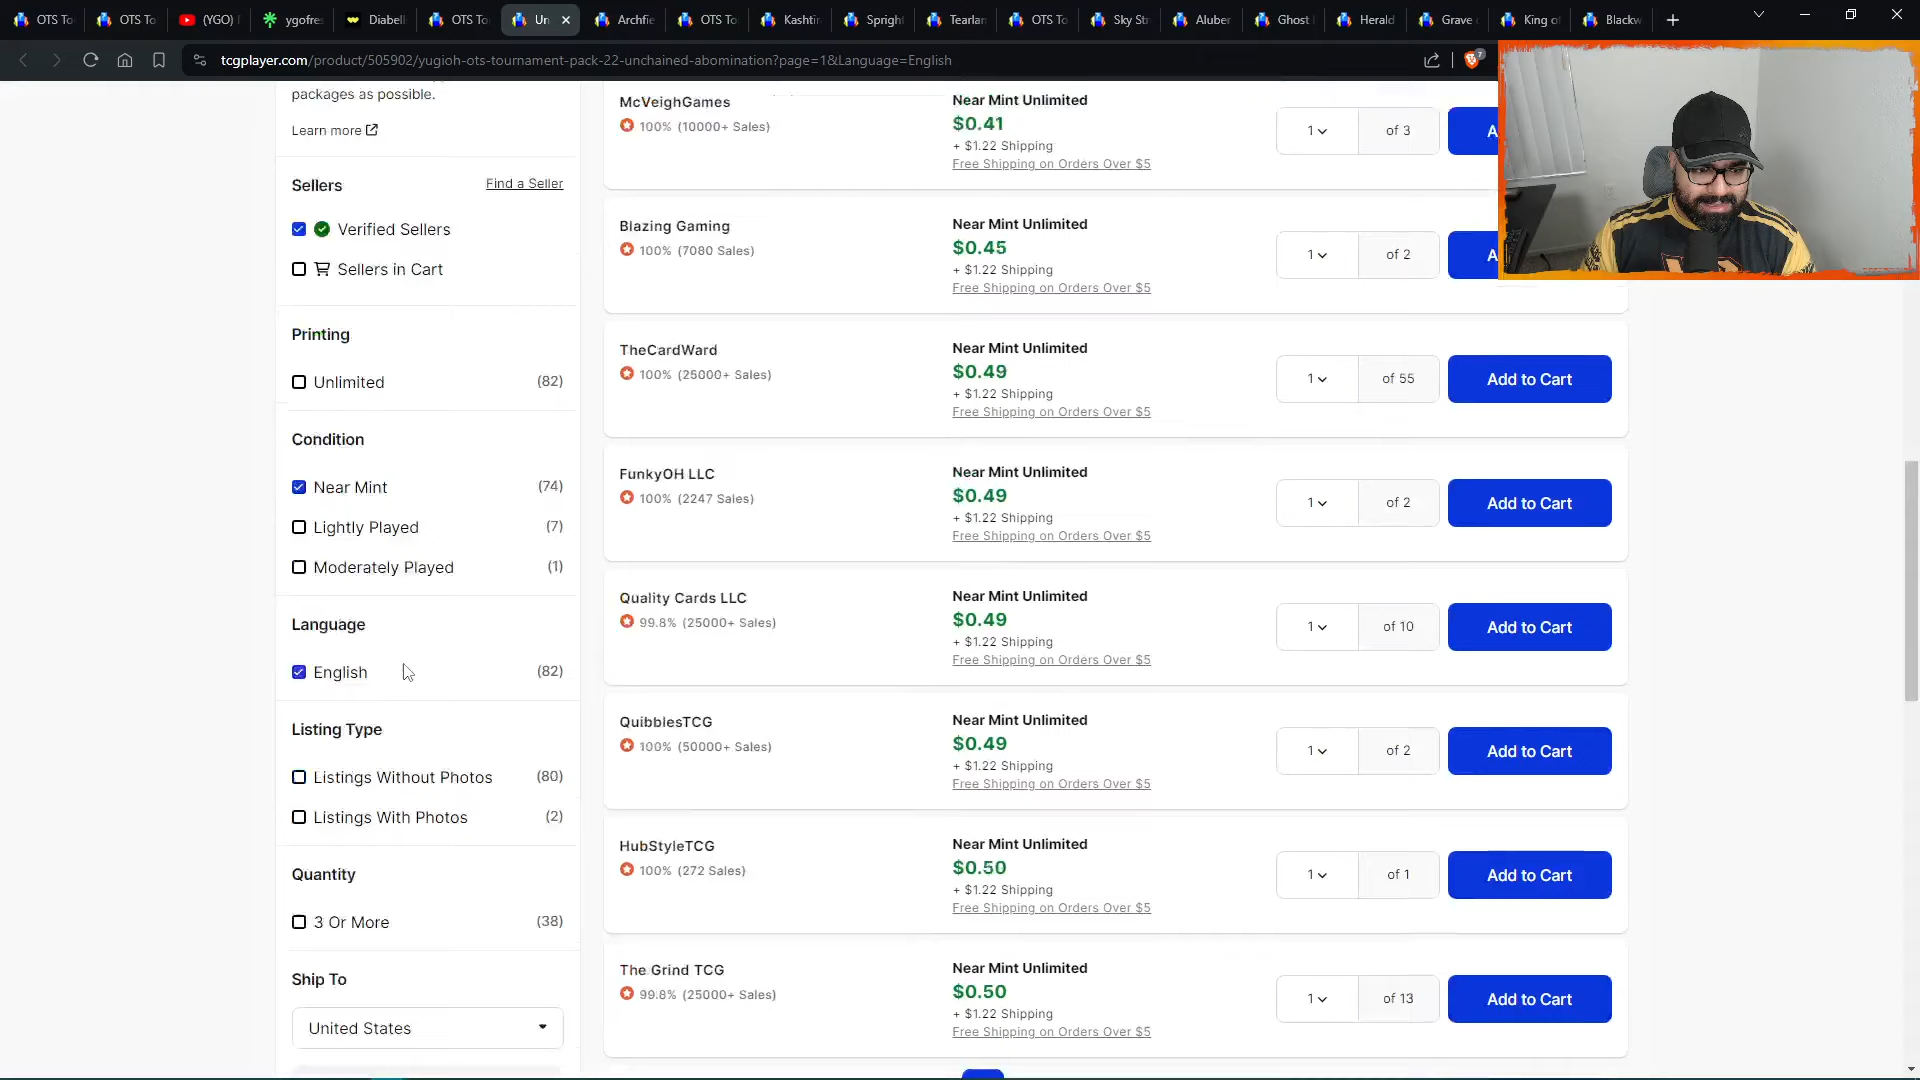 OTS To
OTS To
(YGO)
ygofres
Diabell
OTS To
Un
Archfie
OTS To
Kashtir
Spright
Tearlan
OTS To
Sky Str
Aluber
Ghost
Herald
Grave
King of
Blackw
tcgplayer.com/product/505902/yugioh-ots-tournament-pack-22-unchained-abomination?page=1&Language=English
7
packages as possible.
Learn more
Sellers
Find a Seller
Verified Sellers
Sellers in Cart
Printing
Unlimited (82)
Condition
Near Mint (74)
Lightly Played (7)
Moderately Played (1)
Language
English (82)
Listing Type
Listings Without Photos (80)
Listings With Photos (2)
Quantity
3 Or More (38)
Ship To
United States
McVeighGames
100% (10000+ Sales)
Near Mint Unlimited
$0.41
+ $1.22 Shipping
Free Shipping on Orders Over $5
1 of 3
A
Blazing Gaming
100% (7080 Sales)
Near Mint Unlimited
$0.45
+ $1.22 Shipping
Free Shipping on Orders Over $5
1 of 2
A
TheCardWard
100% (25000+ Sales)
Near Mint Unlimited
$0.49
+ $1.22 Shipping
Free Shipping on Orders Over $5
1 of 55
Add to Cart
FunkyOH LLC
100% (2247 Sales)
Near Mint Unlimited
$0.49
+ $1.22 Shipping
Free Shipping on Orders Over $5
1 of 2
Add to Cart
Quality Cards LLC
99.8% (25000+ Sales)
Near Mint Unlimited
$0.49
+ $1.22 Shipping
Free Shipping on Orders Over $5
1 of 10
Add to Cart
QuibblesTCG
100% (50000+ Sales)
Near Mint Unlimited
$0.49
+ $1.22 Shipping
Free Shipping on Orders Over $5
1 of 2
Add to Cart
HubStyleTCG
100% (272 Sales)
Near Mint Unlimited
$0.50
+ $1.22 Shipping
Free Shipping on Orders Over $5
1 of 1
Add to Cart
The Grind TCG
99.8% (25000+ Sales)
Near Mint Unlimited
$0.50
+ $1.22 Shipping
Free Shipping on Orders Over $5
1 of 13
Add to Cart